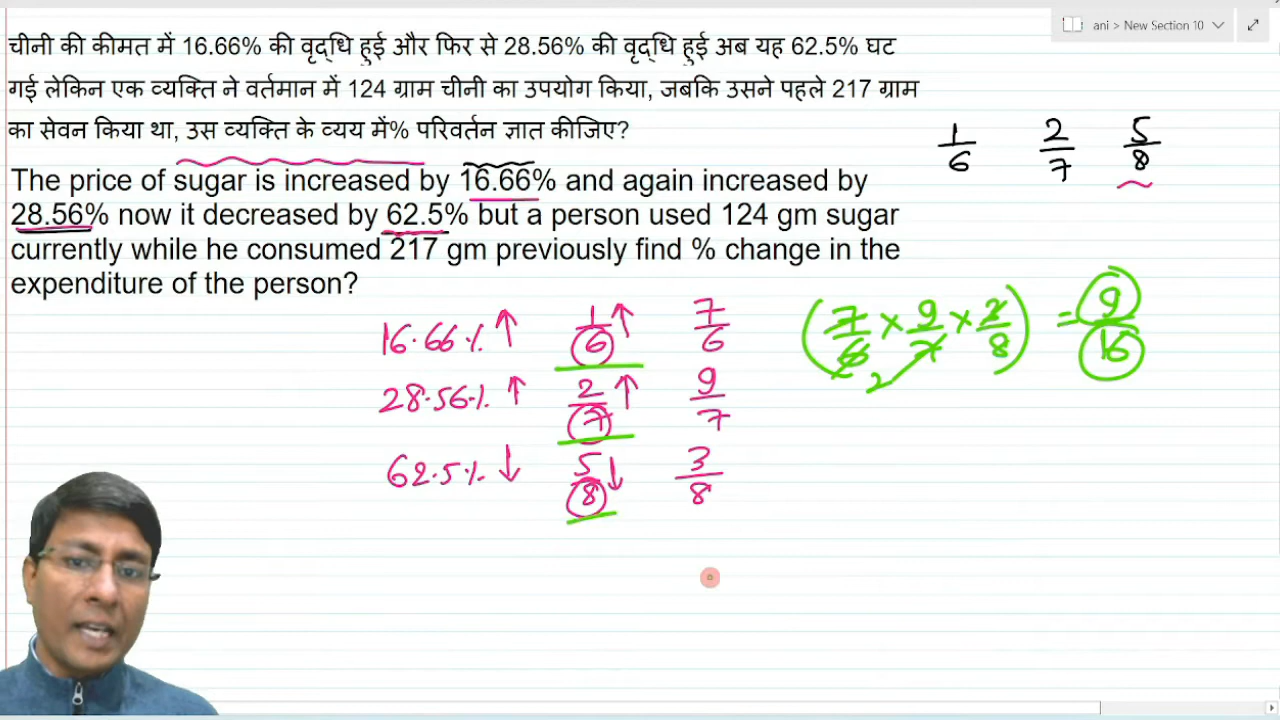 ani > New Section 10
चीनी की कीमत में 16.66% की वृद्धि हुई और फिर से 28.56% की वृद्धि हुई अब यह 62.5% घट
गई लेकिन एक व्यक्ति ने वर्तमान में 124 ग्राम चीनी का उपयोग किया, जबकि उसने पहले 217 ग्राम
का सेवन किया था, उस व्यक्ति के व्यय में% परिवर्तन ज्ञात कीजिए?
1/6 2/7 5/8
The price of sugar is increased by 16.66% and again increased by
28.56% now it decreased by 62.5% but a person used 124 gm sugar
currently while he consumed 217 gm previously find % change in the
expenditure of the person?
16.66% ↑ 1/6 ↑ 7/6 (7/6 × 9/7 × 3/8) = 9/16
2
28.56% ↑ 2/7 ↑ 9/7
62.5% ↓ 5/8 ↓ 3/8